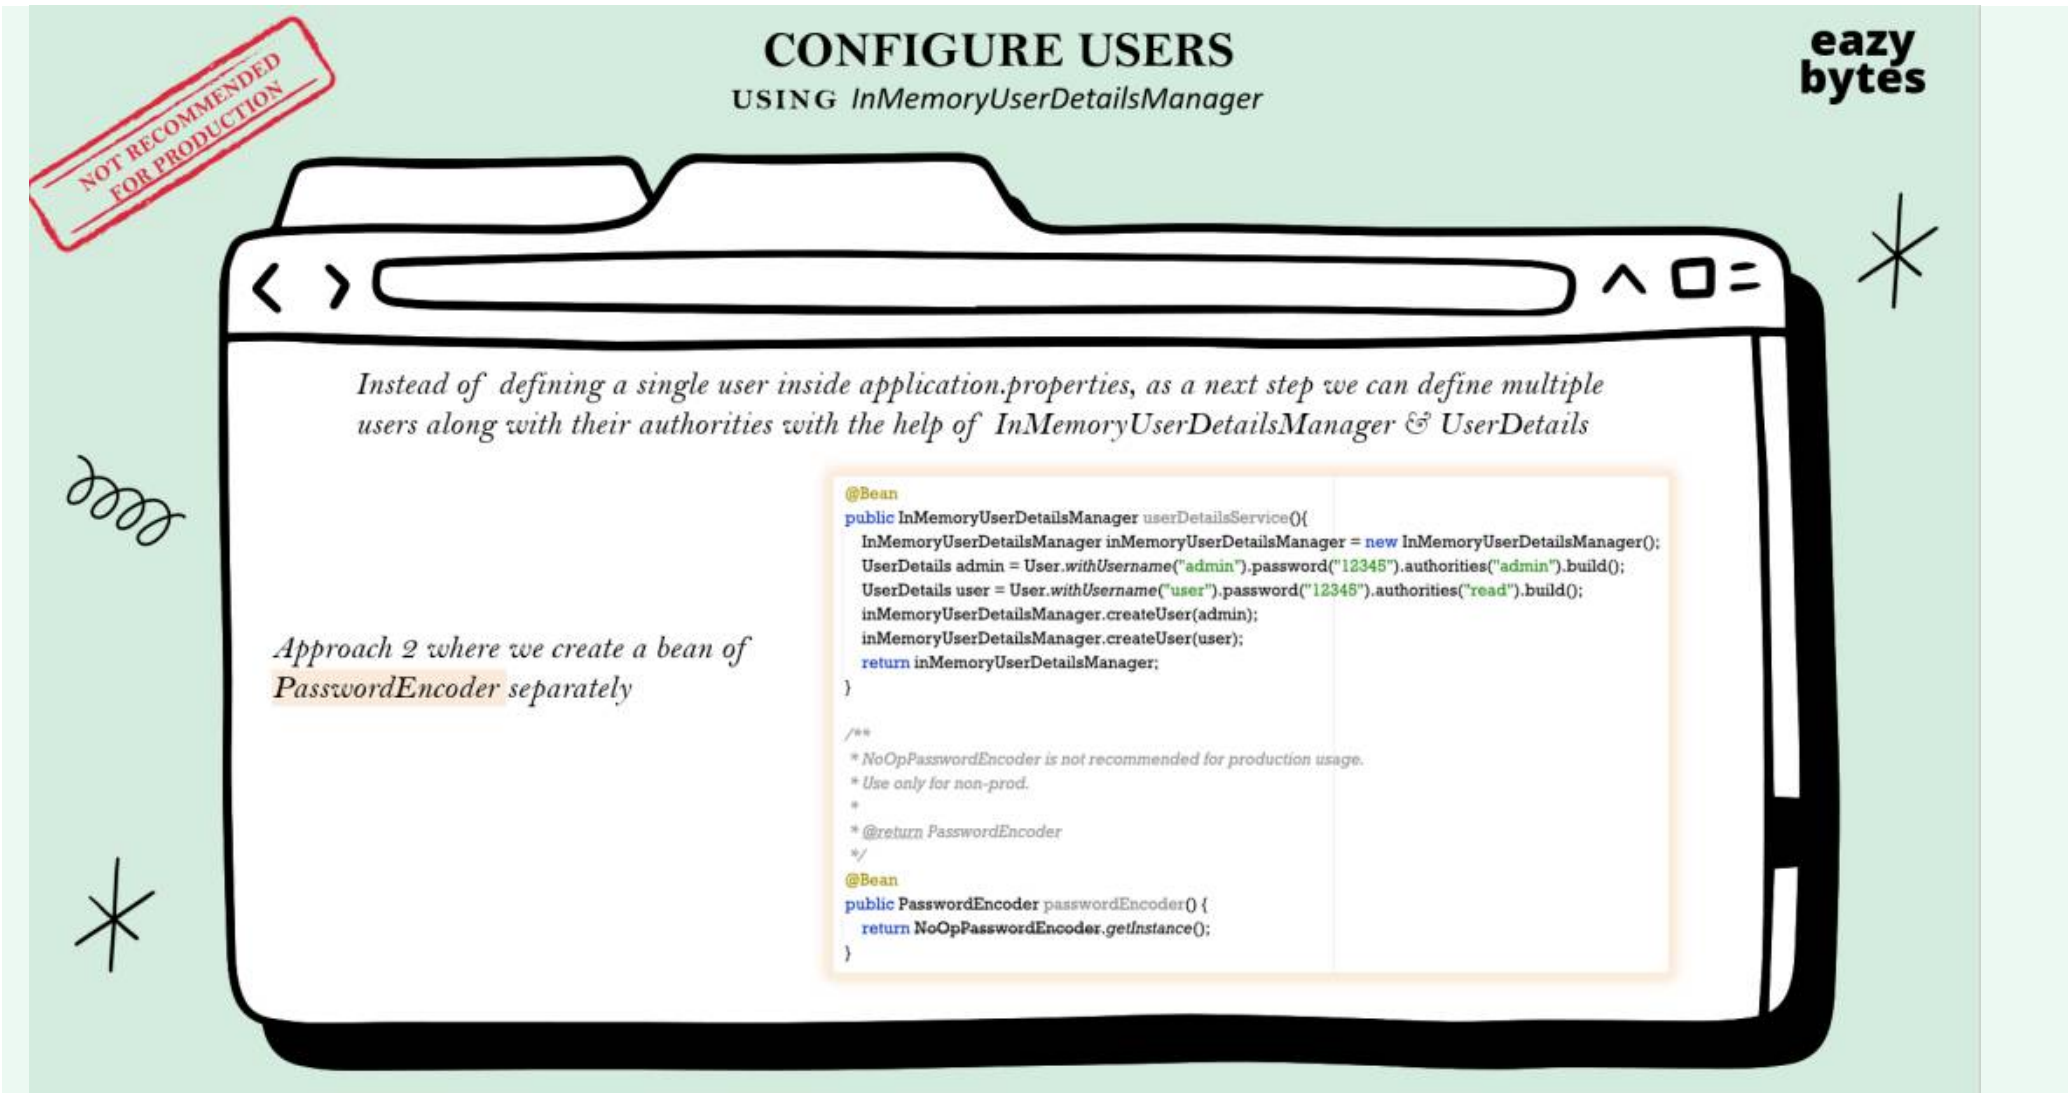 NOT RECOMMENDED
FOR PRODUCTION
CONFIGURE USERS
USING InMemoryUserDetailsManager
eazy
bytes
Instead of defining a single user inside application.properties, as a next step we can define multiple
users along with their authorities with the help of InMemoryUserDetailsManager & UserDetails
Approach 2 where we create a bean of
PasswordEncoder separately
@Bean
public InMemoryUserDetailsManager userDetailsService(){
InMemoryUserDetailsManager inMemoryUserDetailsManager = new InMemoryUserDetailsManager();
UserDetails admin = User.withUsername("admin").password("12345").authorities("admin").build();
UserDetails user = User.withUsername("user").password("12345").authorities("read").build();
inMemoryUserDetailsManager.createUser(admin);
inMemoryUserDetailsManager.createUser(user);
return inMemoryUserDetailsManager;
}
/**
* NoOpPasswordEncoder is not recommended for production usage.
* Use only for non-prod.
*
* @return PasswordEncoder
*/
@Bean
public PasswordEncoder passwordEncoder() {
return NoOpPasswordEncoder.getInstance();
}